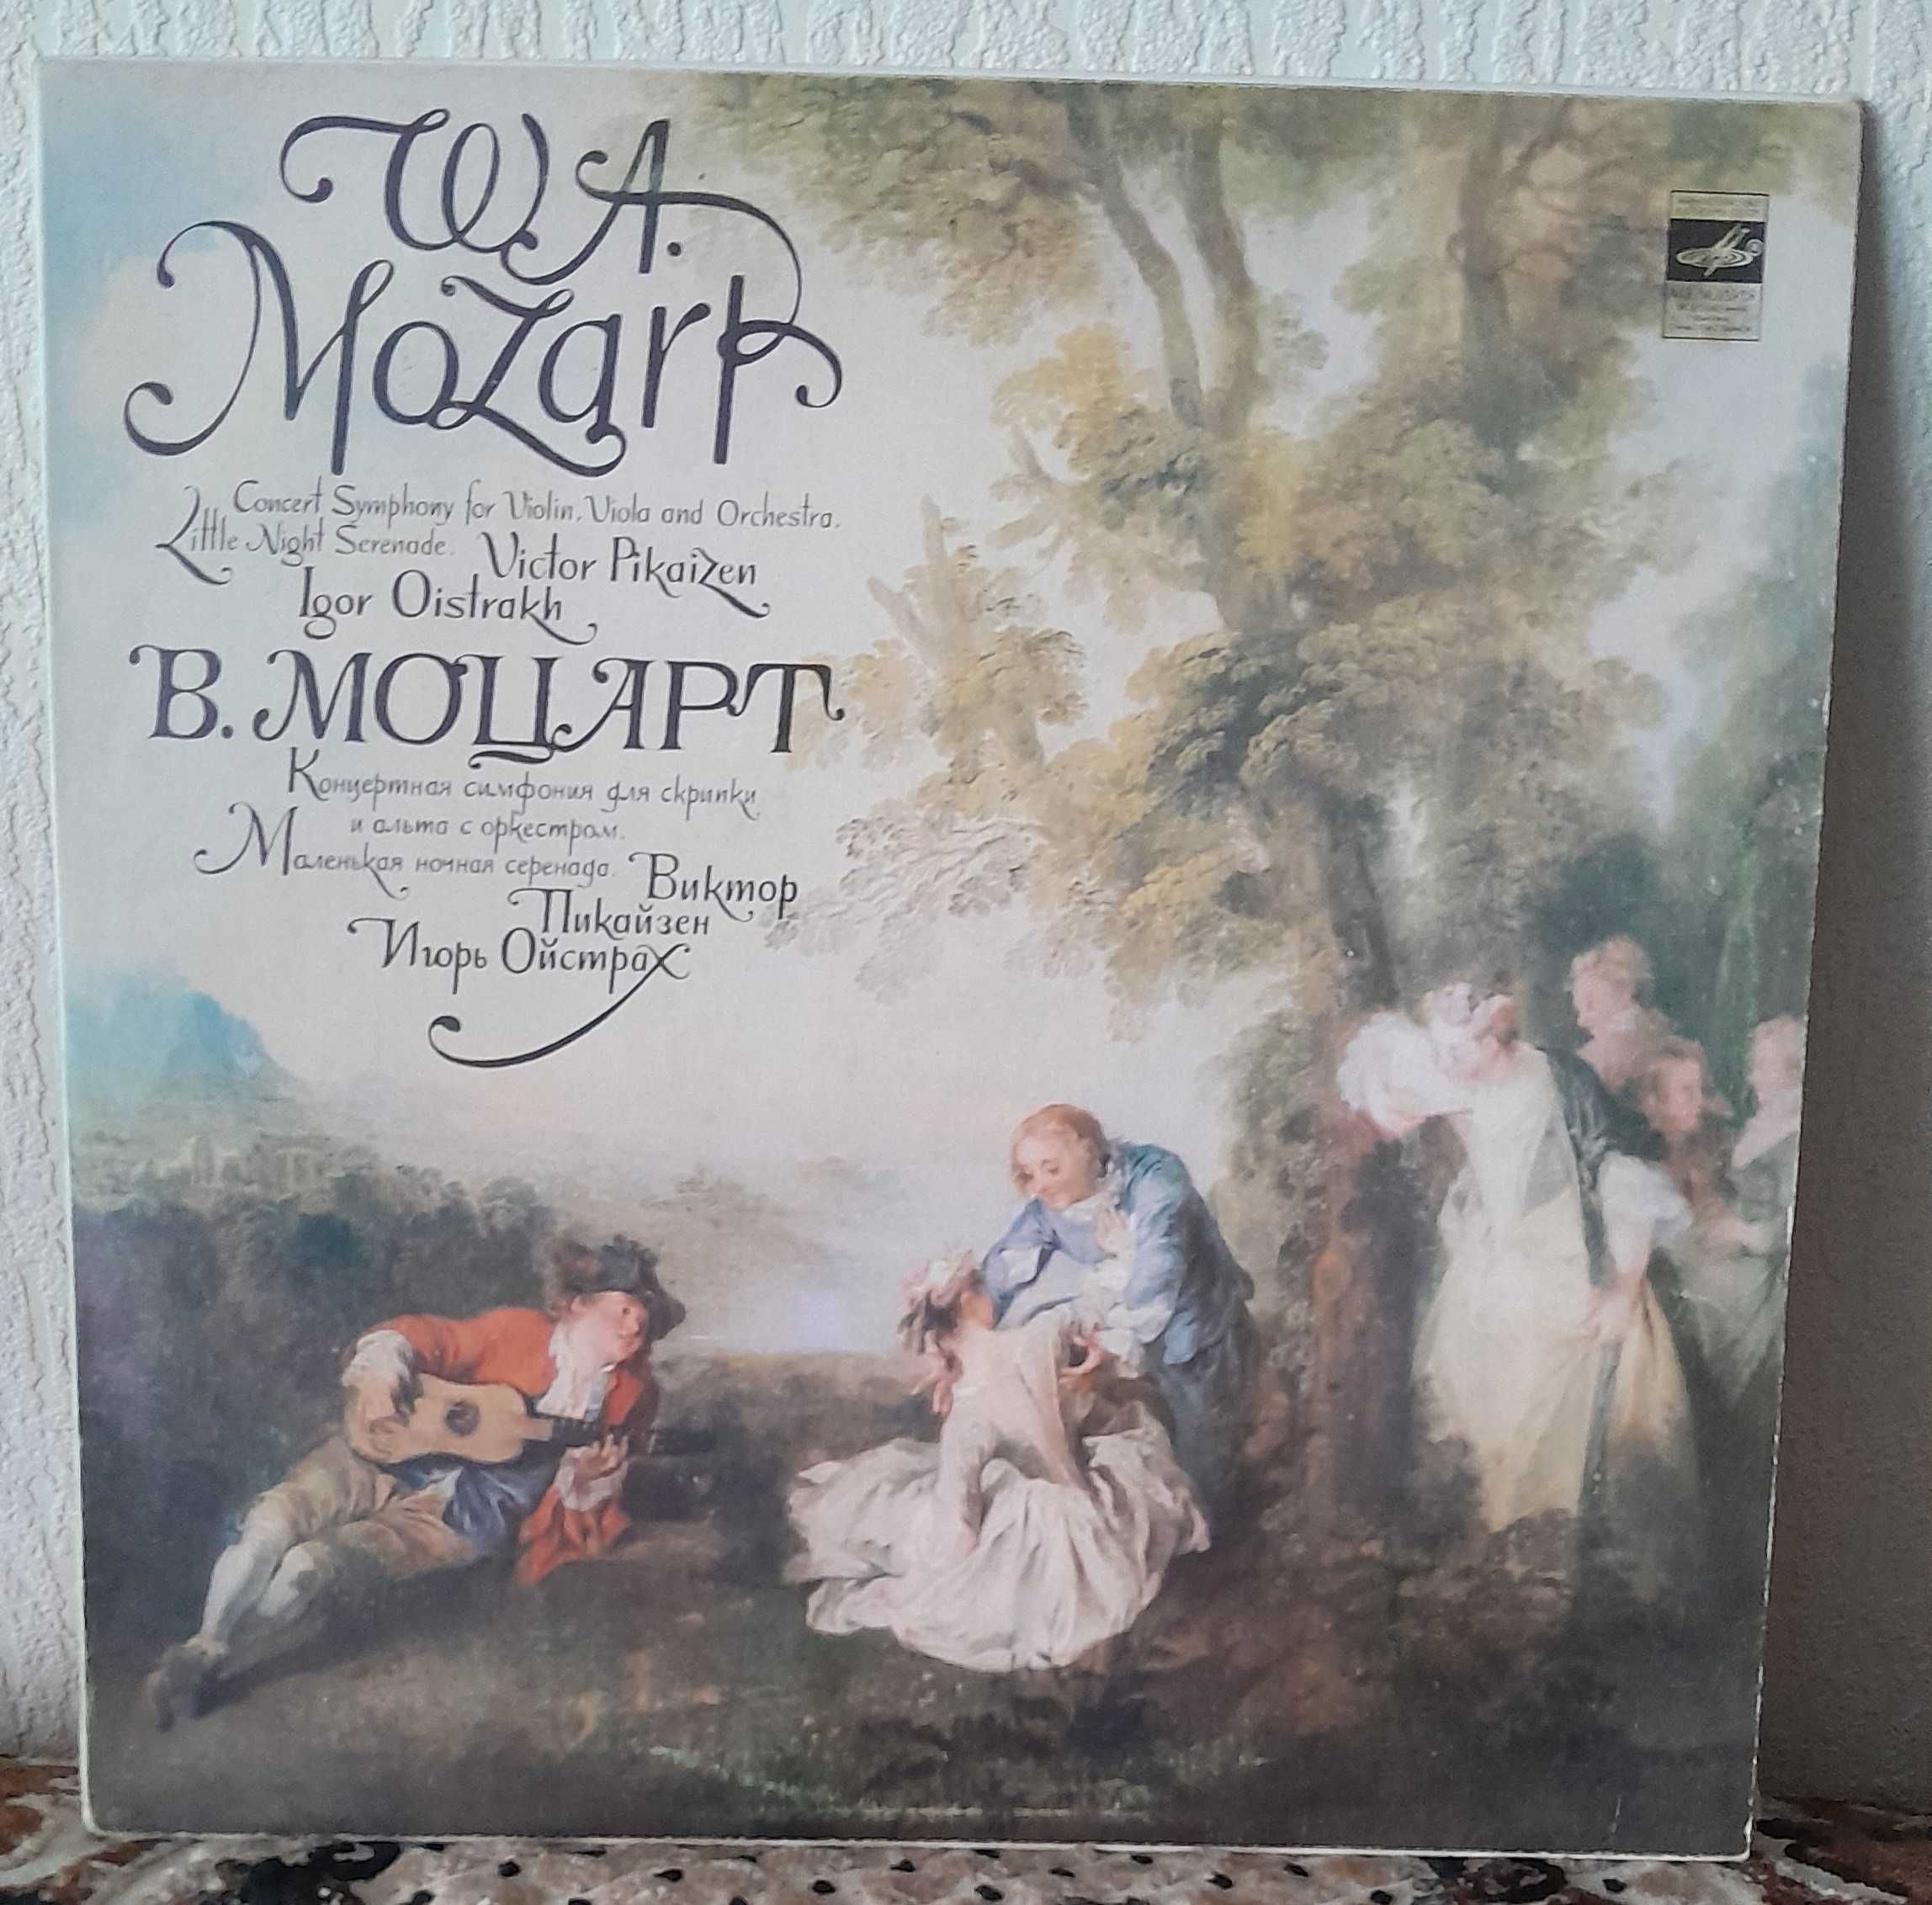 W.A.
Mozart
Concert Symphony for Violin, Viola and Orchestra.
Little Night Serenade. Victor Pikaizen
Igor Oistrakh
В. МОЦАРТ
Концертная симфония для скрипки
и альта с оркестром.
Маленькая ночная серенада. Виктор
Пикайзен
Игорь Ойстрах